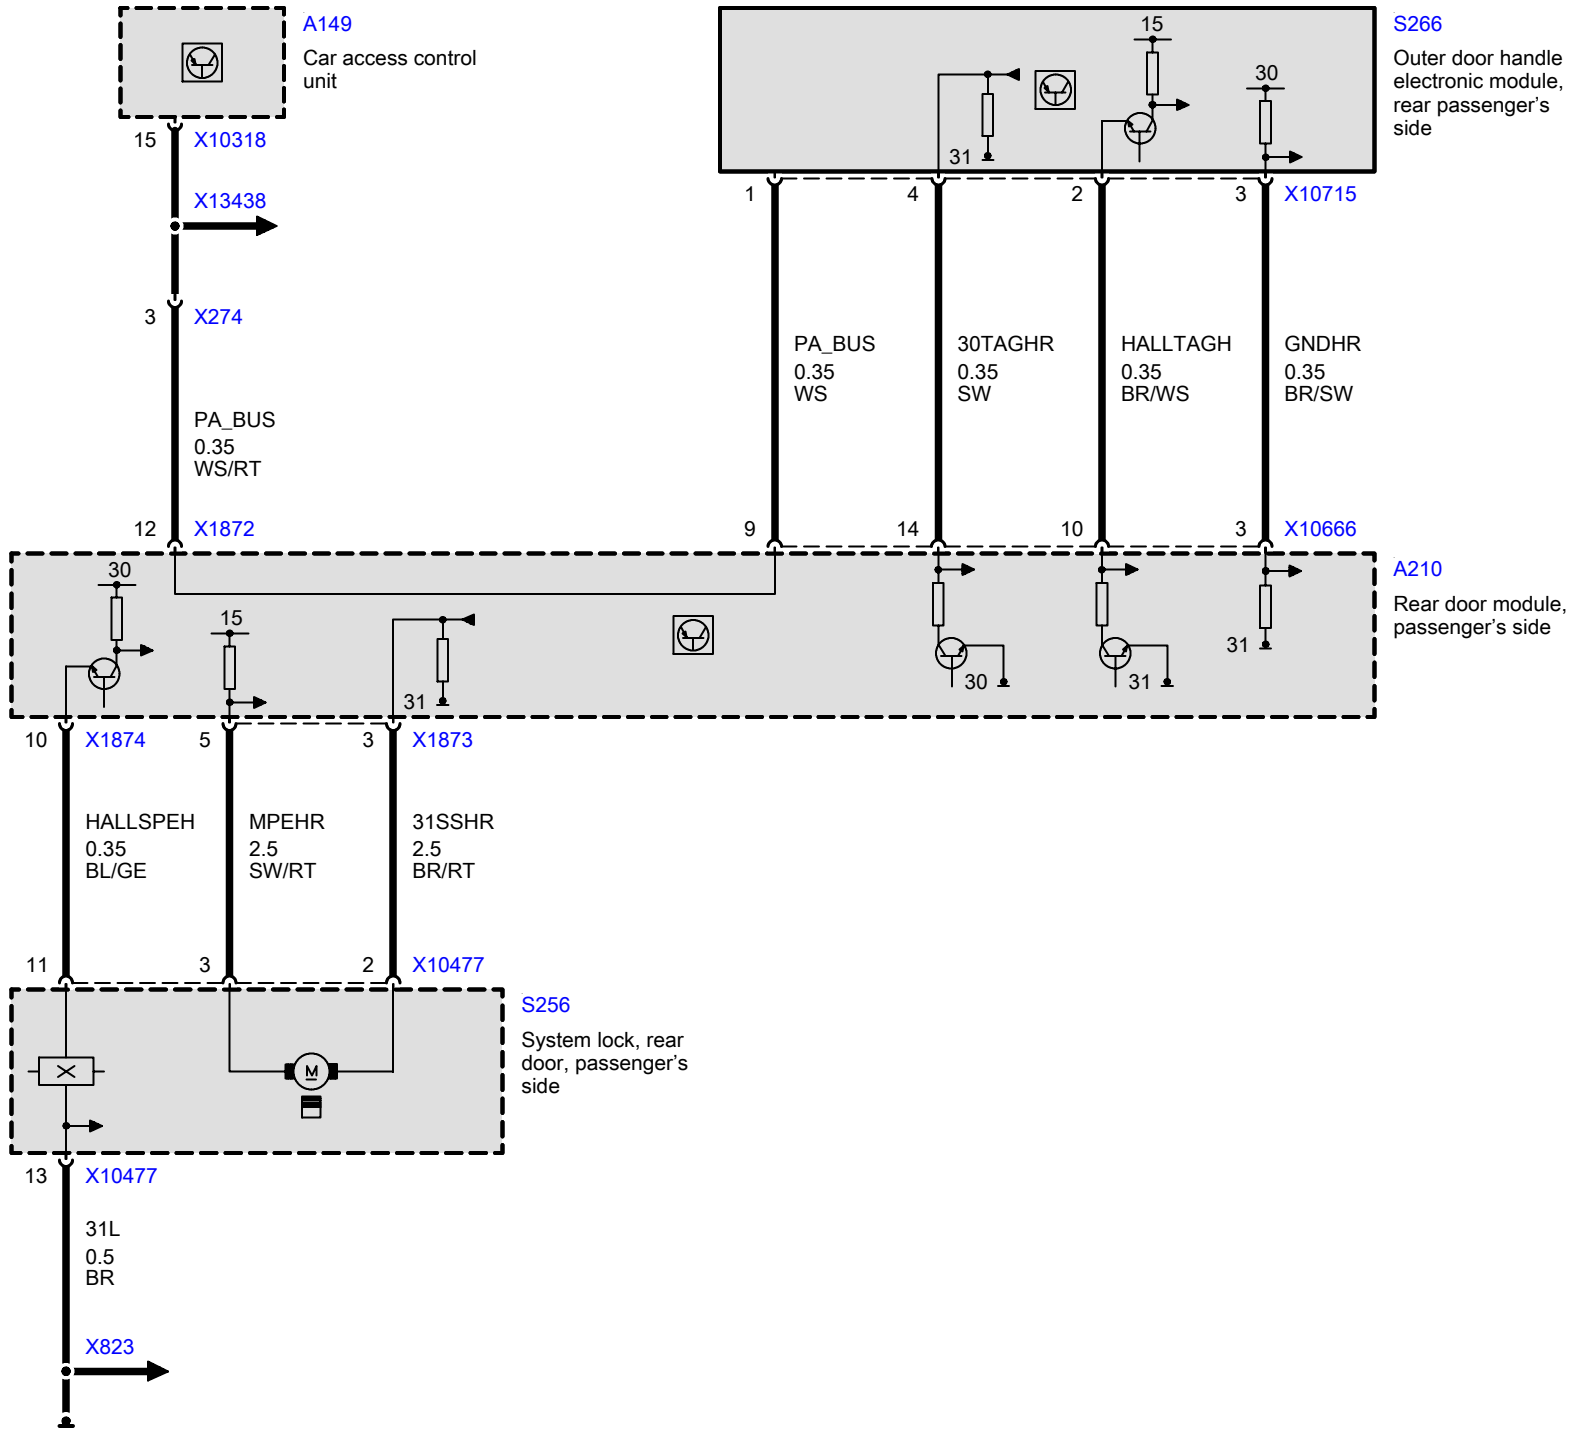 A149
Car access control
unit
15 X10318
X13438
3 X274
PA_BUS
0.35
WS/RT
12 X1872
S266
Outer door handle
electronic module,
rear passenger's
side
15
30
31
1 4 2 3 X10715
PA_BUS
0.35
WS
30TAGHR
0.35
SW
HALLTAGH
0.35
BR/WS
GNDHR
0.35
BR/SW
9 14 10 3 X10666
A210
Rear door module,
passenger's side
30
15
31
30
31
31
10 X1874 5 3 X1873
HALLSPEH
0.35
BL/GE
MPEHR
2.5
SW/RT
31SSHR
2.5
BR/RT
11 3 2 X10477
S256
System lock, rear
door, passenger's
side
M
13 X10477
31L
0.5
BR
X823